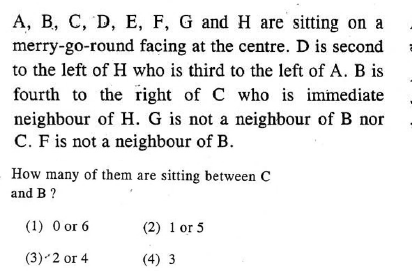 A, B, C, D, E, F, G and H are sitting on a
merry-go-round facing at the centre. D is second
to the left of H who is third to the left of A. B is
fourth to the right of C who is immediate
neighbour of H. G is not a neighbour of B nor
C. F is not a neighbour of B.
How many of them are sitting between C
and B ?
(1) 0 or 6 (2) 1 or 5
(3) 2 or 4 (4) 3